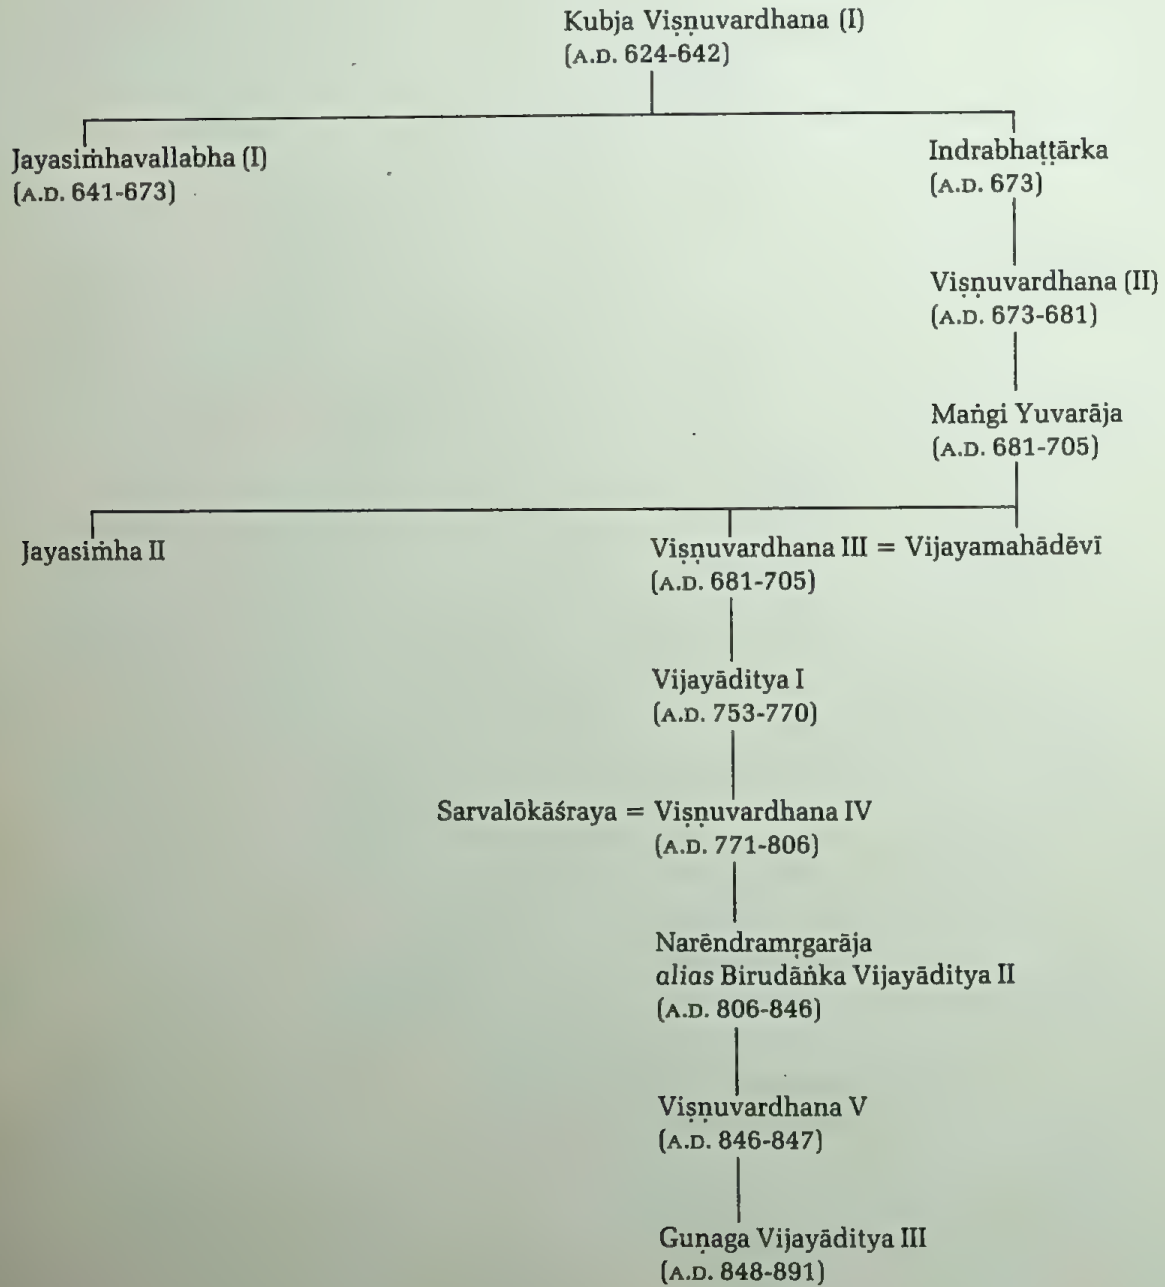 Kubja Viṣṇuvardhana (I)
(A.D. 624-642)
Jayasiṁhavallabha (I)
(A.D. 641-673)
Indrabhaṭṭārka
(A.D. 673)
Viṣṇuvardhana (II)
(A.D. 673-681)
Maṅgi Yuvarāja
(A.D. 681-705)
Jayasiṁha II
Viṣṇuvardhana III = Vijayamahādēvī
(A.D. 681-705)
Vijayāditya I
(A.D. 753-770)
Sarvalōkāśraya = Viṣṇuvardhana IV
(A.D. 771-806)
Narēndramṛgarāja
alias Birudāṅka Vijayāditya II
(A.D. 806-846)
Viṣṇuvardhana V
(A.D. 846-847)
Guṇaga Vijayāditya III
(A.D. 848-891)